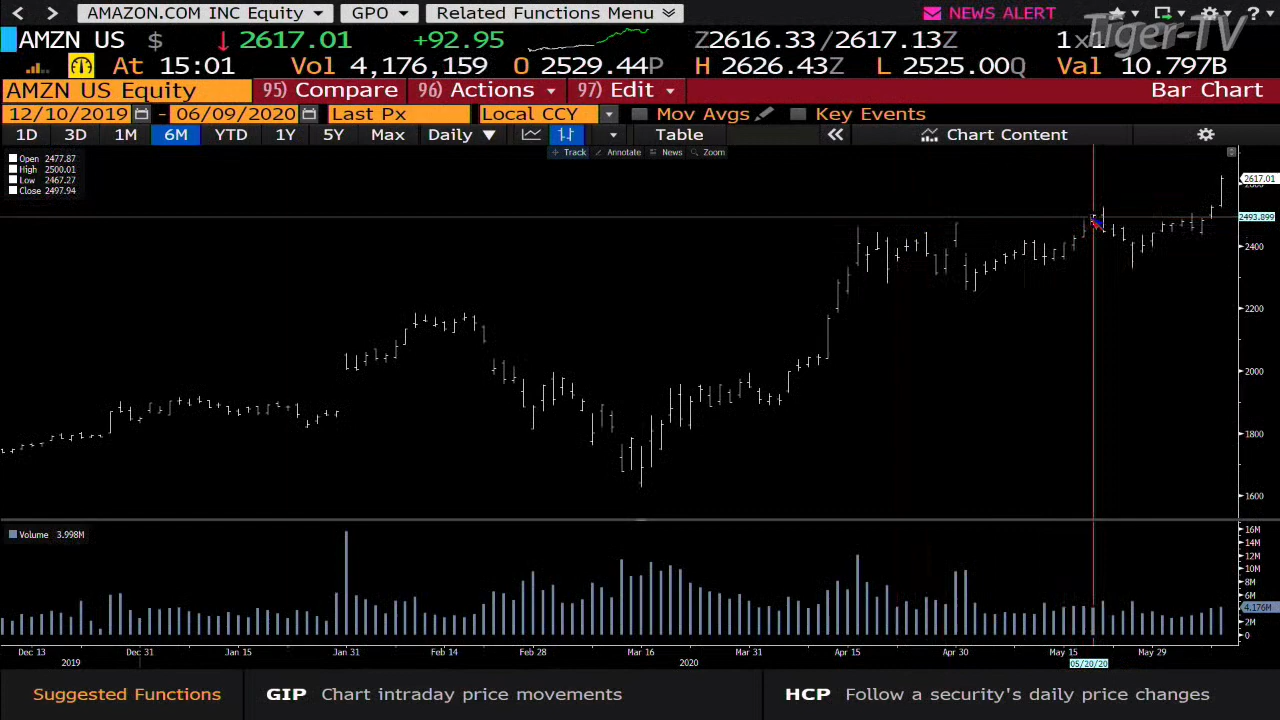 < > AMAZON.COM INC Equity GPO Related Functions Menu NEWS ALERT ?
Tiger-TV
AMZN US $ ↓ 2617.01 +92.95 Z2616.33/2617.13Z 1x1
At 15:01 Vol 4,176,159 O 2529.44P H 2626.43Z L 2525.00Q Val 10.797B
AMZN US Equity 95) Compare 96) Actions 97) Edit Bar Chart
12/10/2019 - 06/09/2020 Last Px Local CCY Mov Avgs Key Events
1D 3D 1M 6M YTD 1Y 5Y Max Daily ▼ Table « Chart Content
Track Annotate News Zoom
Open 2477.87
High 2500.01
Low 2467.27
Close 2497.94
2617.01
2493.899
2400
2200
2000
1800
1600
Volume 3.998M
16M
14M
12M
10M
8M
6M
4.176M
2M
0
Dec 13 Dec 31 Jan 15 Jan 31 Feb 14 Feb 28 Mar 16 Mar 31 Apr 15 Apr 30 May 15 May 29
2019 2020 05/20/20
Suggested Functions GIP Chart intraday price movements HCP Follow a security's daily price changes